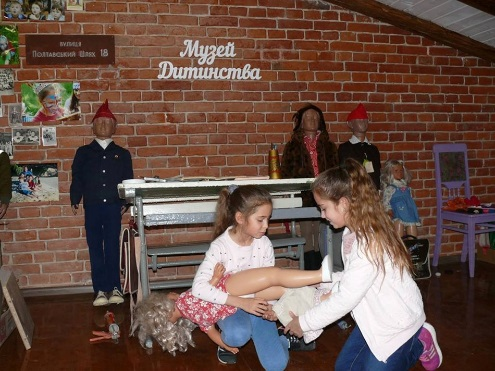 вулиця
Полтавський Шлях 18
Музей
Дитинства